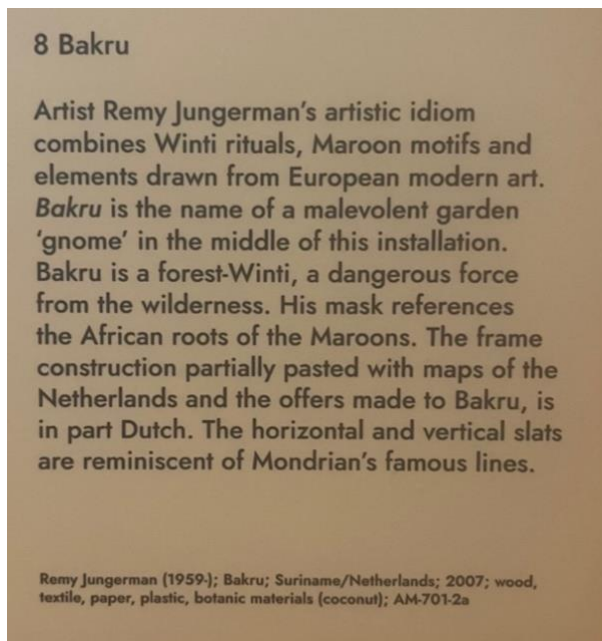 8 Bakru
Artist Remy Jungerman's artistic idiom
combines Winti rituals, Maroon motifs and
elements drawn from European modern art.
Bakru is the name of a malevolent garden
‘gnome’ in the middle of this installation.
Bakru is a forest-Winti, a dangerous force
from the wilderness. His mask references
the African roots of the Maroons. The frame
construction partially pasted with maps of the
Netherlands and the offers made to Bakru, is
in part Dutch. The horizontal and vertical slats
are reminiscent of Mondrian's famous lines.
Remy Jungerman (1959-); Bakru; Suriname/Netherlands; 2007; wood,
textile, paper, plastic, botanic materials (coconut); AM-701-2a